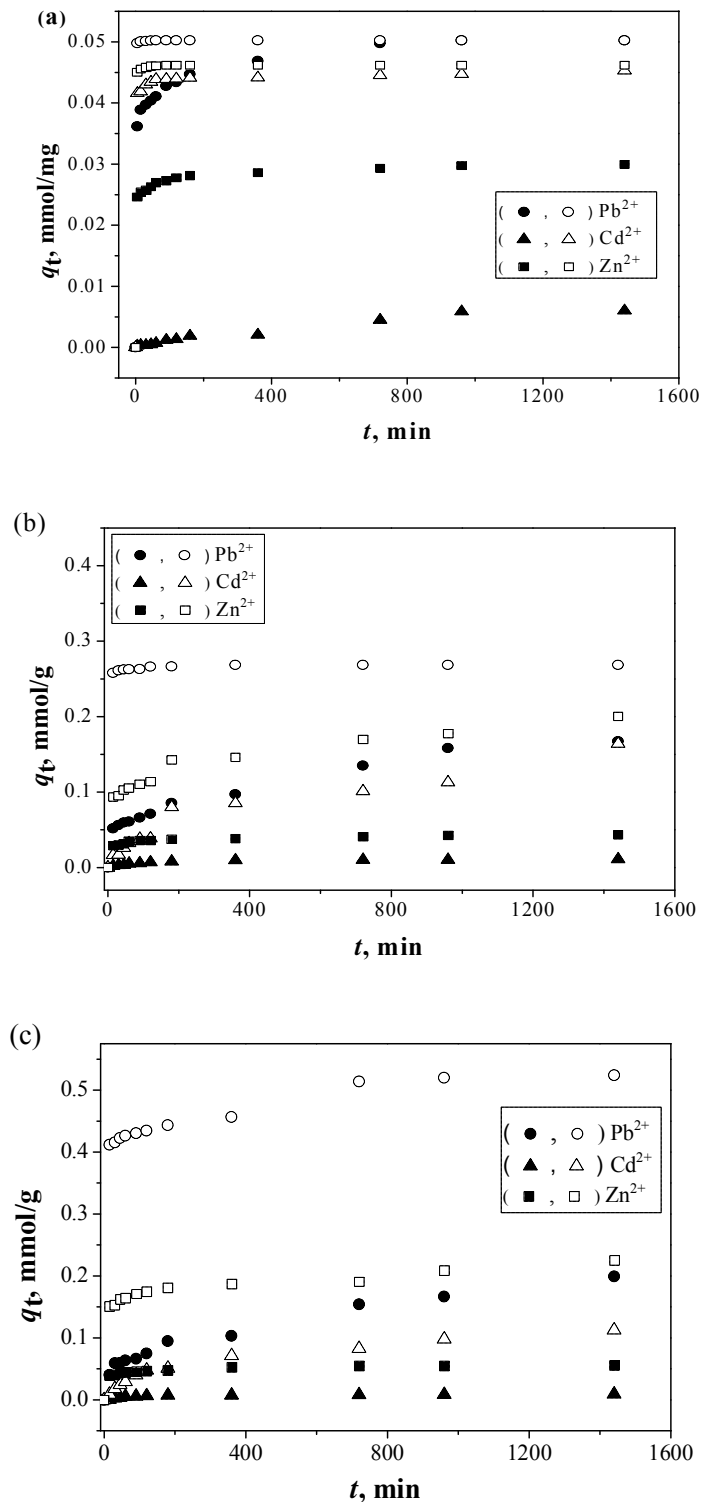 (a)
0.05
0.04
0.03
0.02
0.01
0.00
qt, mmol/mg
( ● , ○ ) Pb²⁺
( ▲ , △ ) Cd²⁺
( ■ , □ ) Zn²⁺
0 400 800 1200 1600
t, min
(b)
0.4
0.3
0.2
0.1
0.0
qt, mmol/g
( ● , ○ ) Pb²⁺
( ▲ , △ ) Cd²⁺
( ■ , □ ) Zn²⁺
0 400 800 1200 1600
t, min
(c)
0.5
0.4
0.3
0.2
0.1
0.0
qt, mmol/g
( ● , ○ ) Pb²⁺
( ▲ , △ ) Cd²⁺
( ■ , □ ) Zn²⁺
0 400 800 1200 1600
t, min